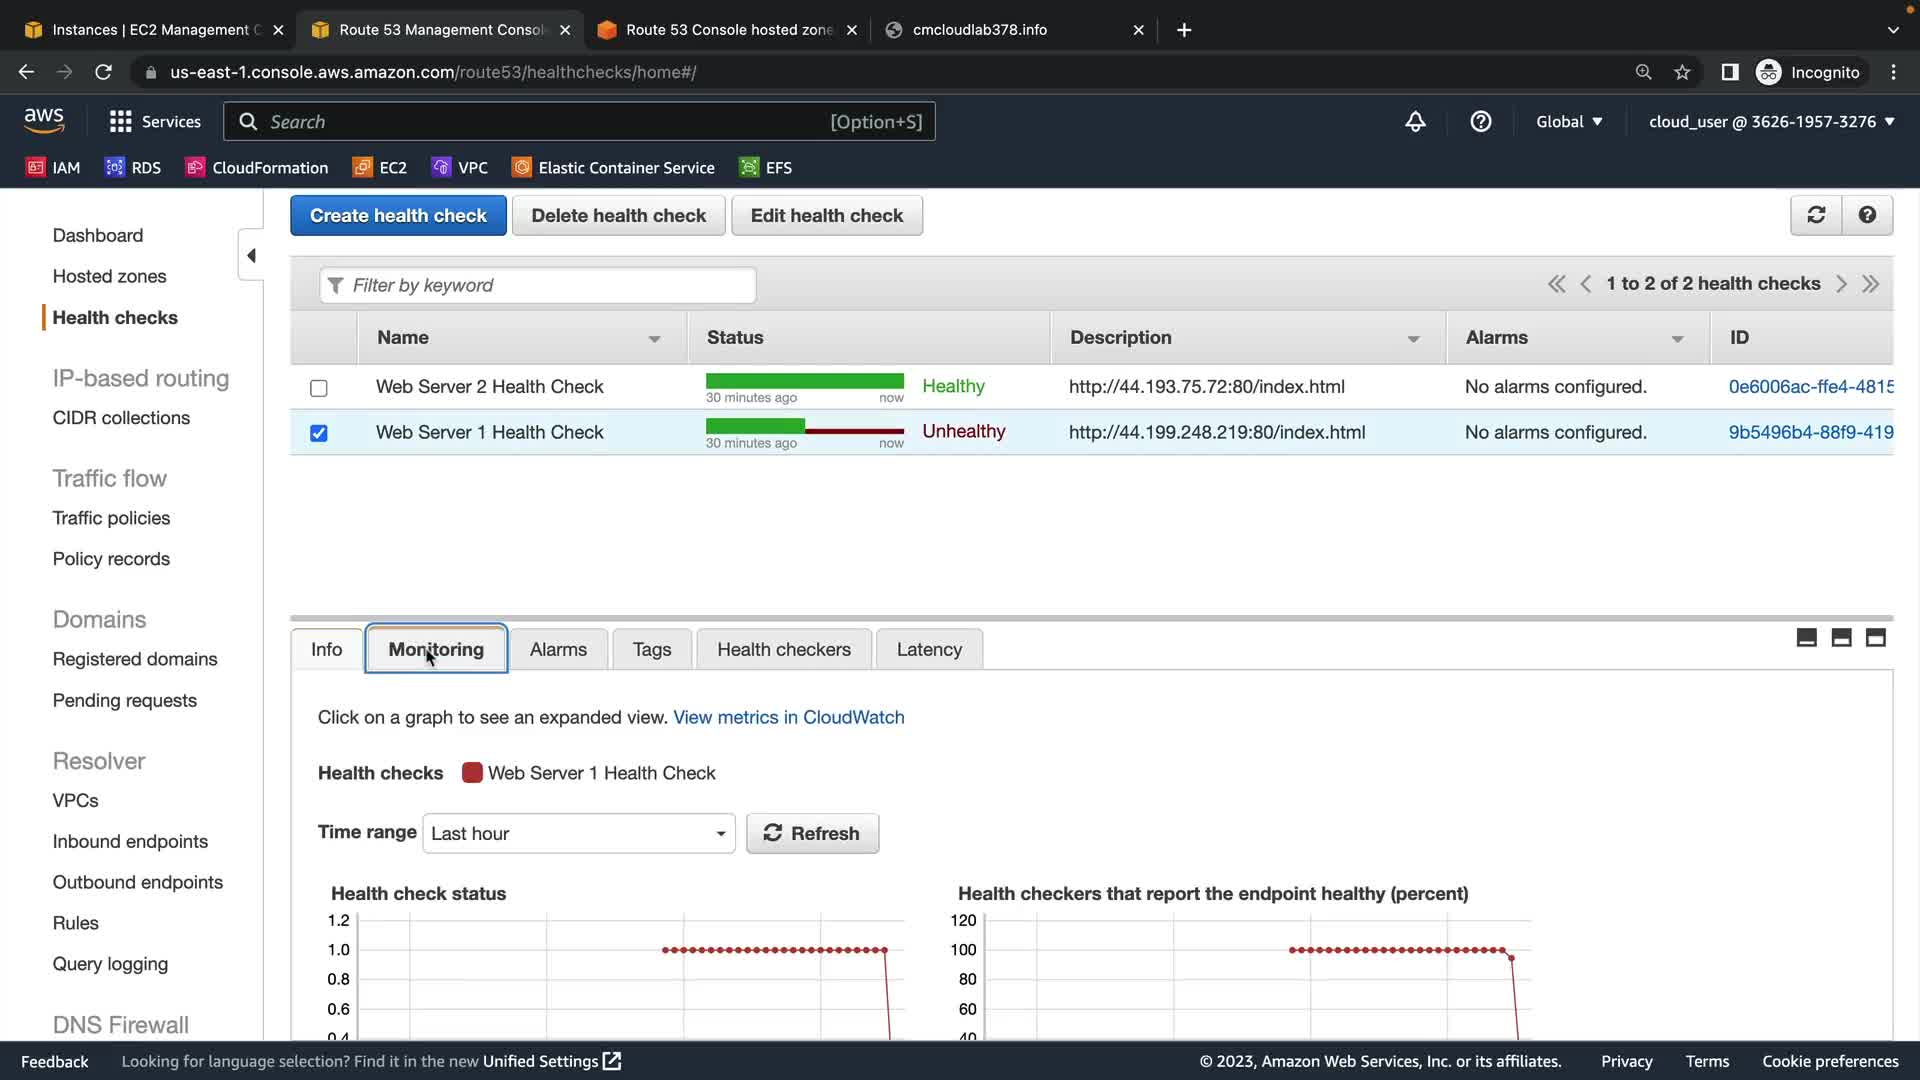 Instances | EC2 Management C
Route 53 Management Consol
Route 53 Console hosted zone
cmcloudlab378.info
us-east-1.console.aws.amazon.com/route53/healthchecks/home#/
Incognito
aws
Services
Search
[Option+S]
Global
cloud_user @ 3626-1957-3276
IAM
RDS
CloudFormation
EC2
VPC
Elastic Container Service
EFS
Dashboard
Hosted zones
Health checks
IP-based routing
CIDR collections
Traffic flow
Traffic policies
Policy records
Domains
Registered domains
Pending requests
Resolver
VPCs
Inbound endpoints
Outbound endpoints
Rules
Query logging
DNS Firewall
Create health check
Delete health check
Edit health check
Filter by keyword
1 to 2 of 2 health checks
Name
Status
Description
Alarms
ID
Web Server 2 Health Check
30 minutes ago
now
Healthy
http://44.193.75.72:80/index.html
No alarms configured.
0e6006ac-ffe4-4815
Web Server 1 Health Check
30 minutes ago
now
Unhealthy
http://44.199.248.219:80/index.html
No alarms configured.
9b5496b4-88f9-419
Info
Monitoring
Alarms
Tags
Health checkers
Latency
Click on a graph to see an expanded view. View metrics in CloudWatch
Health checks
Web Server 1 Health Check
Time range
Last hour
Refresh
Health check status
1.2
1.0
0.8
0.6
0.4
Health checkers that report the endpoint healthy (percent)
120
100
80
60
40
Feedback
Looking for language selection? Find it in the new Unified Settings
© 2023, Amazon Web Services, Inc. or its affiliates.
Privacy
Terms
Cookie preferences